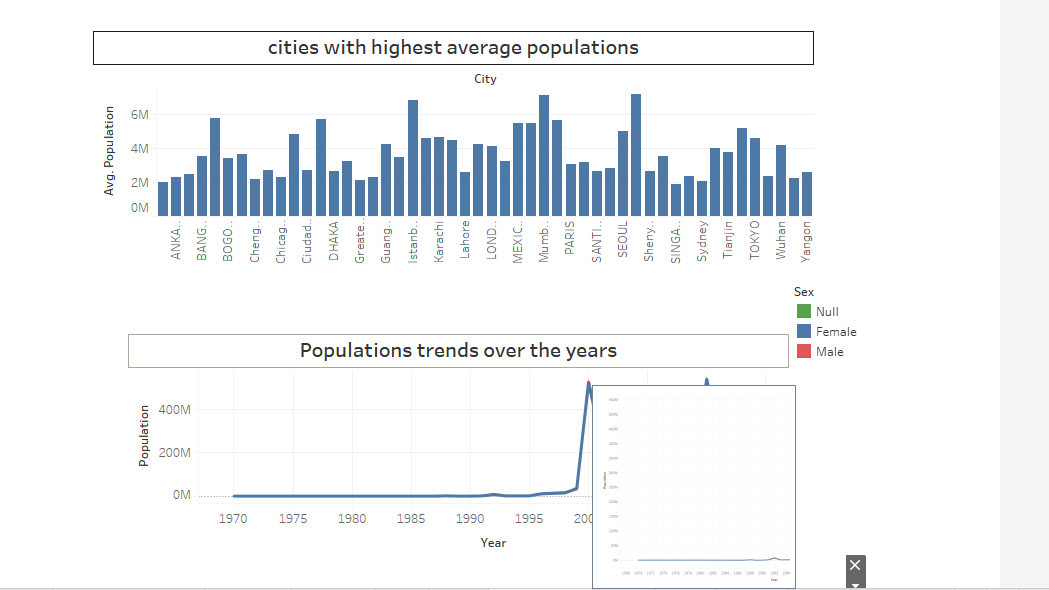 cities with highest average populations
City
Avg. Population
6M
4M
2M
0M
ANKA..
BANG..
BOGO..
Cheng..
Chicag..
Ciudad..
DHAKA
Greate..
Guang..
Istanb..
Karachi
Lahore
LOND..
MEXIC..
Mumb..
PARIS
SANTI..
SEOUL
Sheny..
SINGA..
Sydney
Tianjin
TOKYO
Wuhan
Yangon
Sex
Null
Female
Male
Populations trends over the years
Population
400M
200M
0M
1970 1975 1980 1985 1990 1995 200
Year